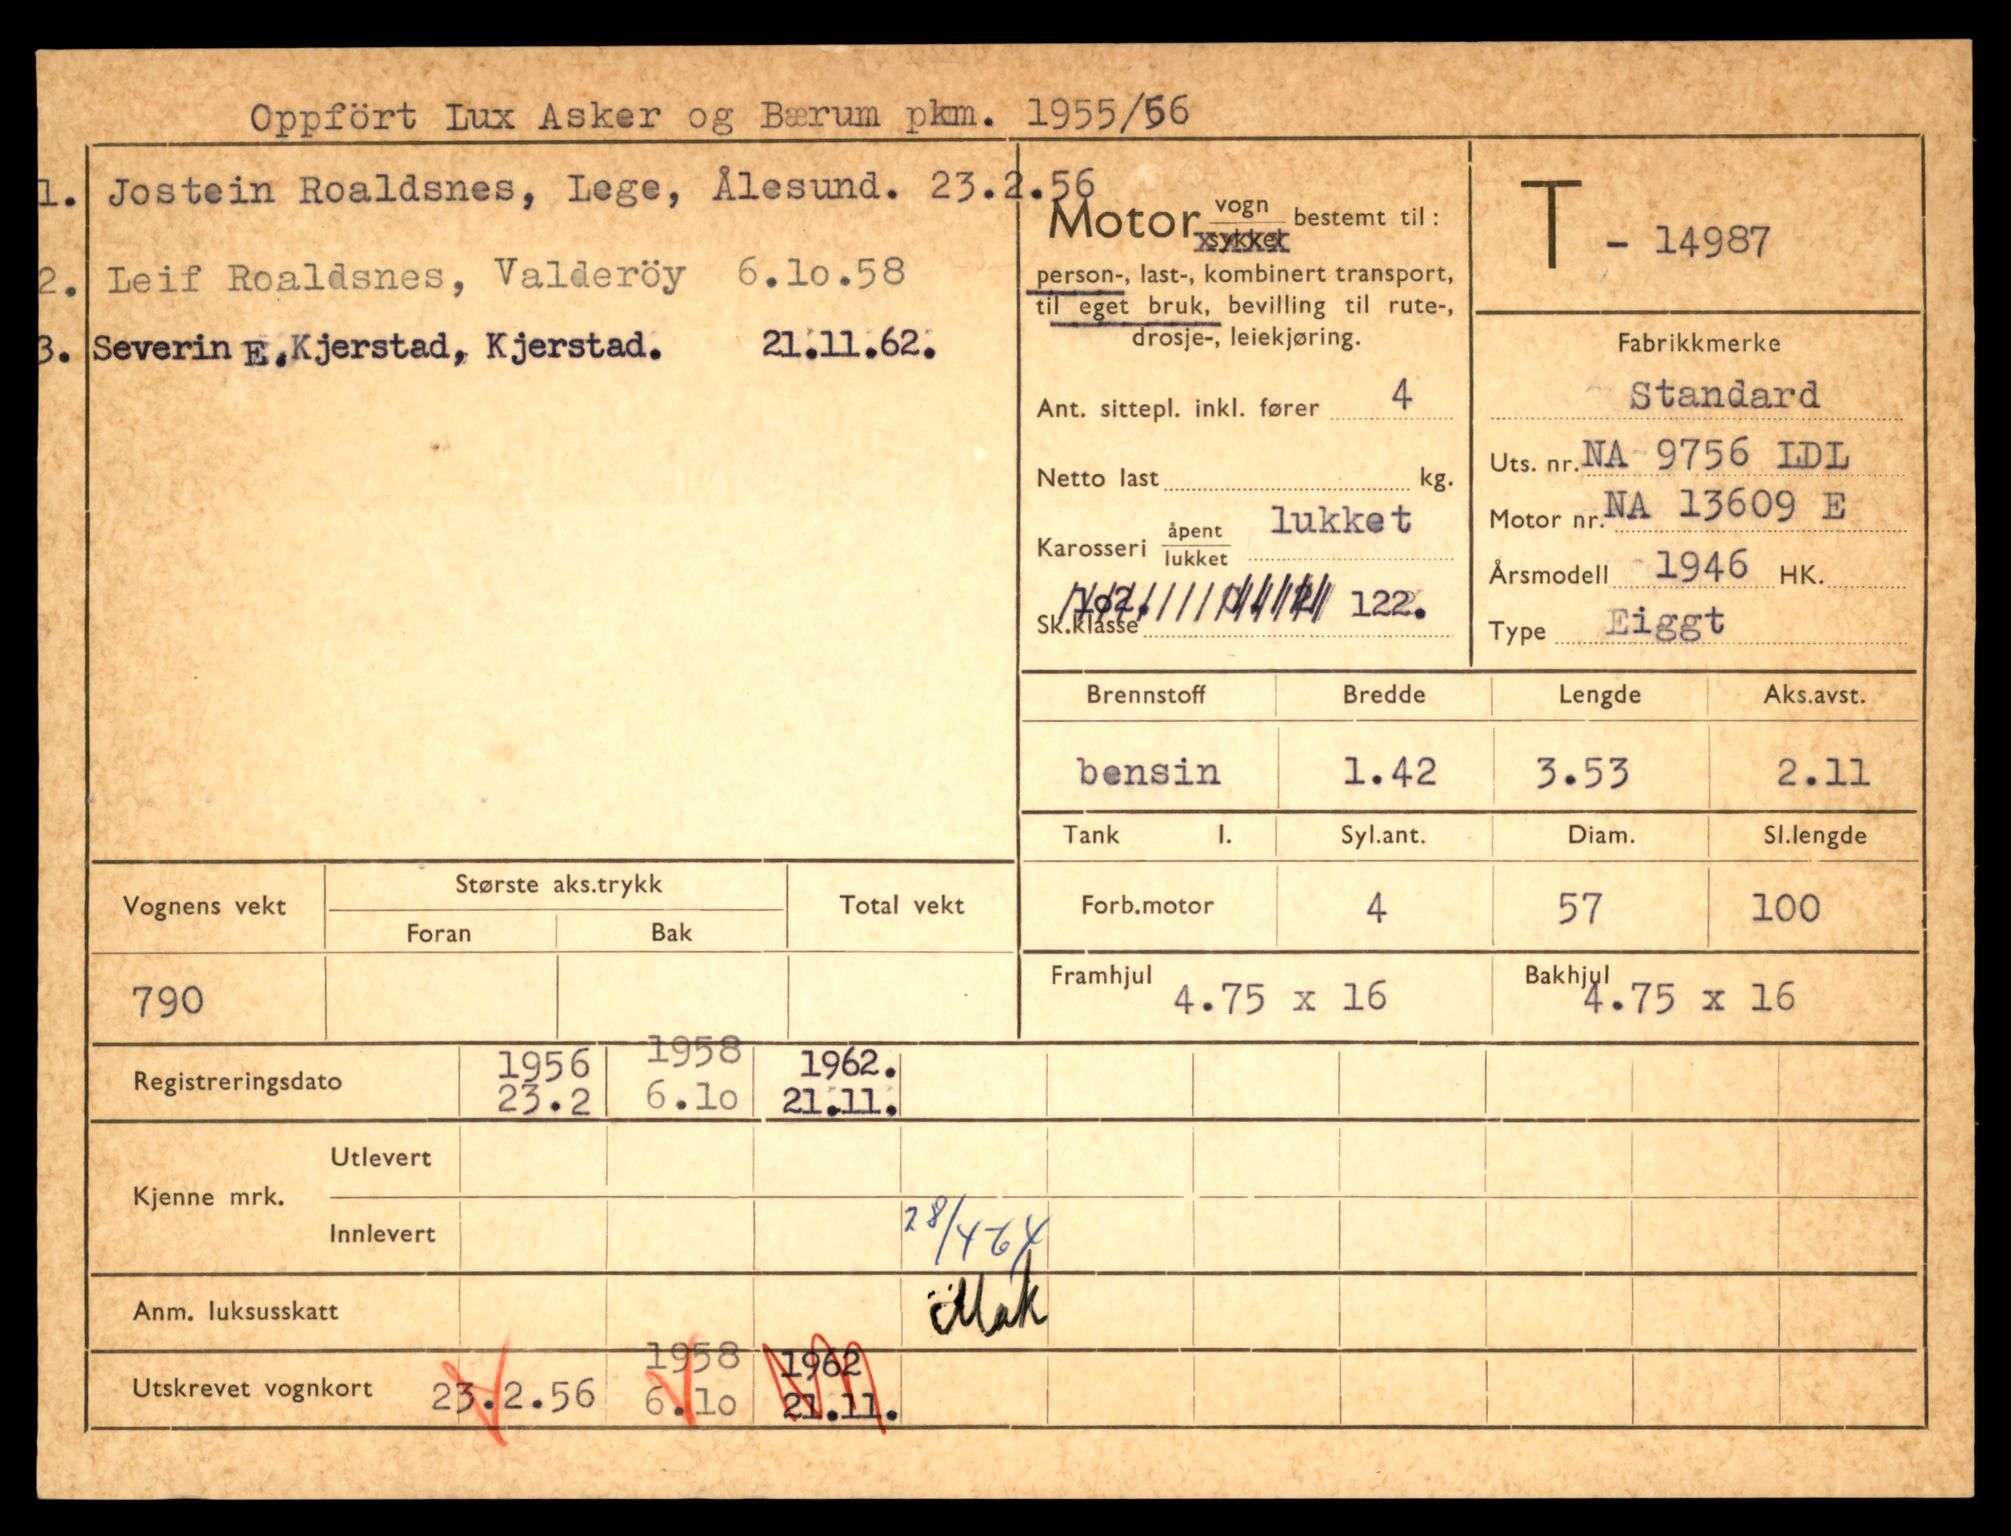 Oppfört Lux Asker og Bærum pkm. 1955/56
1. Jostein Roaldsnes, Lege, Ålesund. 23.2.56
2. Leif Roaldsnes, Valderöy 6.10.58
3. Severin E. Kjerstad, Kjerstad. 21.11.62.
Motor vogn/sykkel bestemt til:
person-, last-, kombinert transport,
til eget bruk, bevilling til rute-,
drosje-, leiekjøring.
Ant. sittepl. inkl. fører 4
Netto last kg.
Karosseri åpent/lukket lukket
Sk.klasse 122.
T - 14987
Fabrikkmerke
Standard
Uts. nr. NA 9756 LDL
Motor nr. NA 13609 E
Årsmodell 1946 HK.
Type Eiggt
Brennstoff Bredde Lengde Aks.avst.
bensin 1.42 3.53 2.11
Tank l. Syl.ant. Diam. Sl.lengde
Forb.motor 4 57 100
Framhjul 4.75 x 16 Bakhjul 4.75 x 16
Vognens vekt Største aks.trykk Total vekt
Foran Bak
790
Registreringsdato 1956 1958 1962.
23.2 6.10 21.11.
Kjenne mrk. Utlevert
Innlevert 28/4 64
Anm. luksusskatt
Utskrevet vognkort 23.2.56 1958 1962
6.10 21.11.